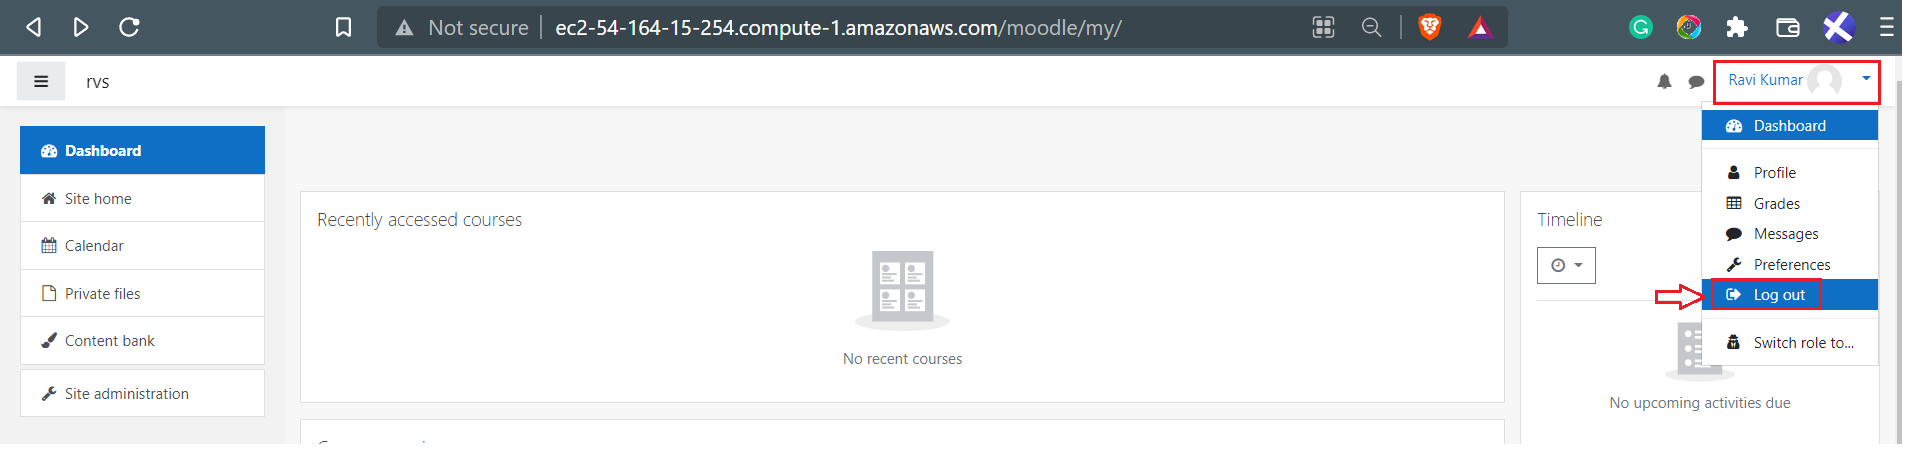 Not secure ec2-54-164-15-254.compute-1.amazonaws.com/moodle/my/
rvs
Ravi Kumar
Dashboard
Site home
Calendar
Private files
Content bank
Site administration
Recently accessed courses
No recent courses
Timeline
No upcoming activities due
Dashboard
Profile
Grades
Messages
Preferences
Log out
Switch role to...